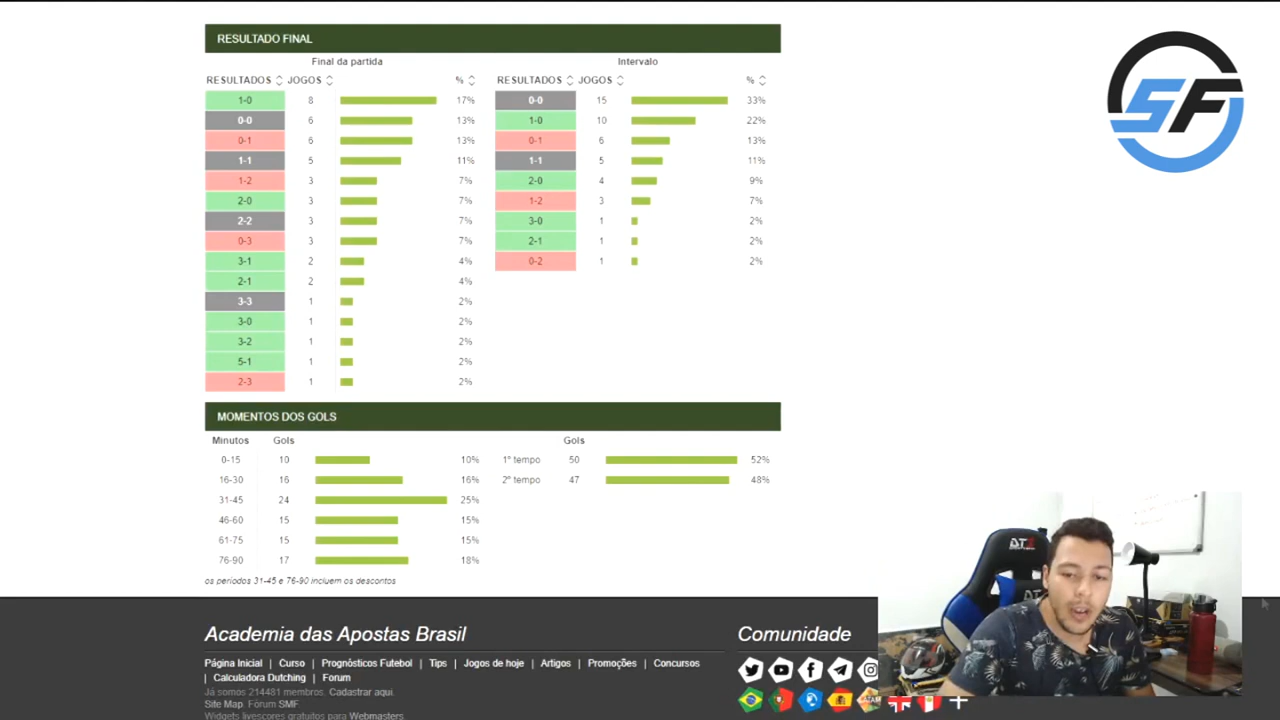 RESULTADO FINAL
Final da partida
RESULTADOS JOGOS %
1-0 8 17%
0-0 6 13%
0-1 6 13%
1-1 5 11%
1-2 3 7%
2-0 3 7%
2-2 3 7%
0-3 3 7%
3-1 2 4%
2-1 2 4%
3-3 1 2%
3-0 1 2%
3-2 1 2%
5-1 1 2%
2-3 1 2%
Intervalo
RESULTADOS JOGOS %
0-0 15 33%
1-0 10 22%
0-1 6 13%
1-1 5 11%
2-0 4 9%
1-2 3 7%
3-0 1 2%
2-1 1 2%
0-2 1 2%
SF
MOMENTOS DOS GOLS
Minutos Gols
0-15 10 10%
16-30 16 16%
31-45 24 25%
46-60 15 15%
61-75 15 15%
76-90 17 18%
Gols
1º tempo 50 52%
2º tempo 47 48%
os períodos 31-45 e 76-90 incluem os descontos
Academia das Apostas Brasil
Página Inicial | Curso | Prognósticos Futebol | Tips | Jogos de hoje | Artigos | Promoções | Concursos
| Calculadora Dutching | Forum
Já somos 214481 membros. Cadastrar aqui.
Site Map. Fórum SMF.
Widgets livescores gratuitos para Webmasters
Comunidade